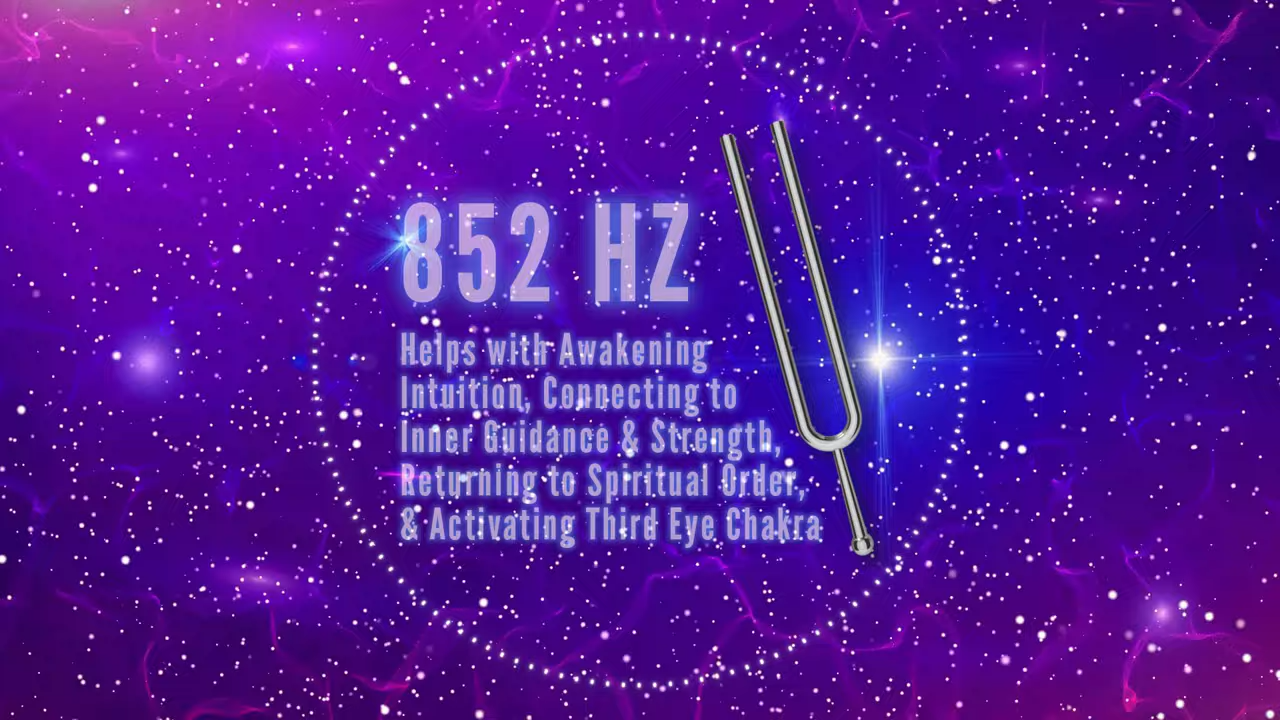 852 HZ
Helps with Awakening
Intuition, Connecting to
Inner Guidance & Strength,
Returning to Spiritual Order,
& Activating Third Eye Chakra